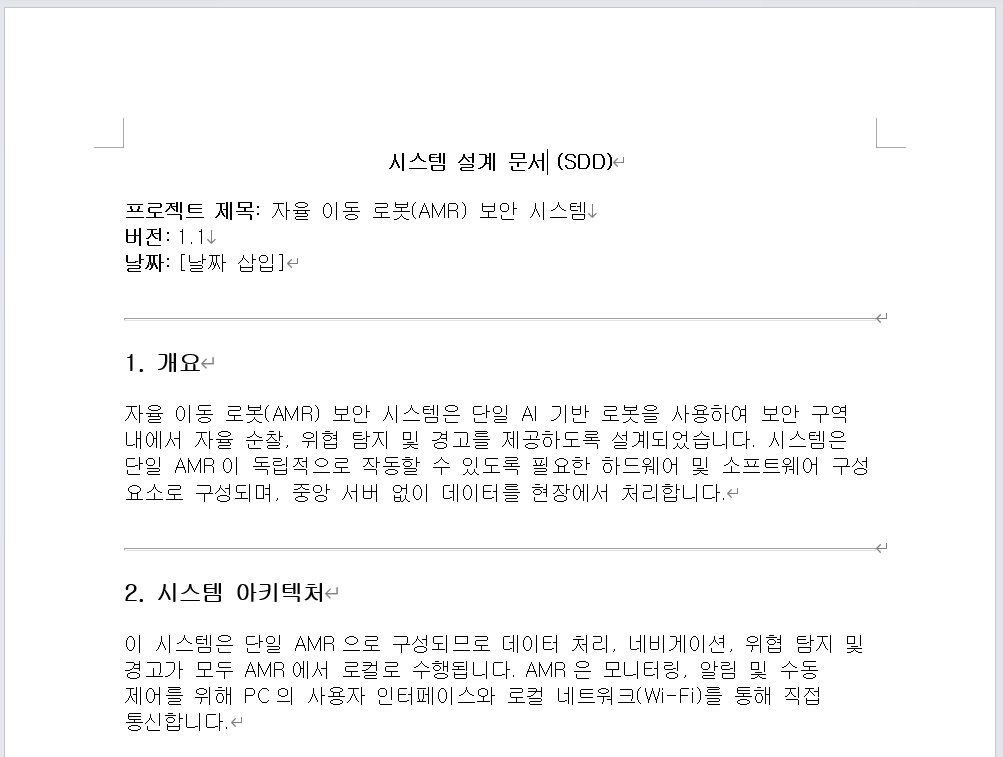 시스템 설계 문서 (SDD)
프로젝트 제목: 자율 이동 로봇(AMR) 보안 시스템
버전: 1.1
날짜: [날짜 삽입]
1. 개요
자율 이동 로봇(AMR) 보안 시스템은 단일 AI 기반 로봇을 사용하여 보안 구역
내에서 자율 순찰, 위협 탐지 및 경고를 제공하도록 설계되었습니다. 시스템은
단일 AMR이 독립적으로 작동할 수 있도록 필요한 하드웨어 및 소프트웨어 구성
요소로 구성되며, 중앙 서버 없이 데이터를 현장에서 처리합니다.
2. 시스템 아키텍처
이 시스템은 단일 AMR으로 구성되므로 데이터 처리, 네비게이션, 위협 탐지 및
경고가 모두 AMR에서 로컬로 수행됩니다. AMR은 모니터링, 알림 및 수동
제어를 위해 PC의 사용자 인터페이스와 로컬 네트워크(Wi-Fi)를 통해 직접
통신합니다.